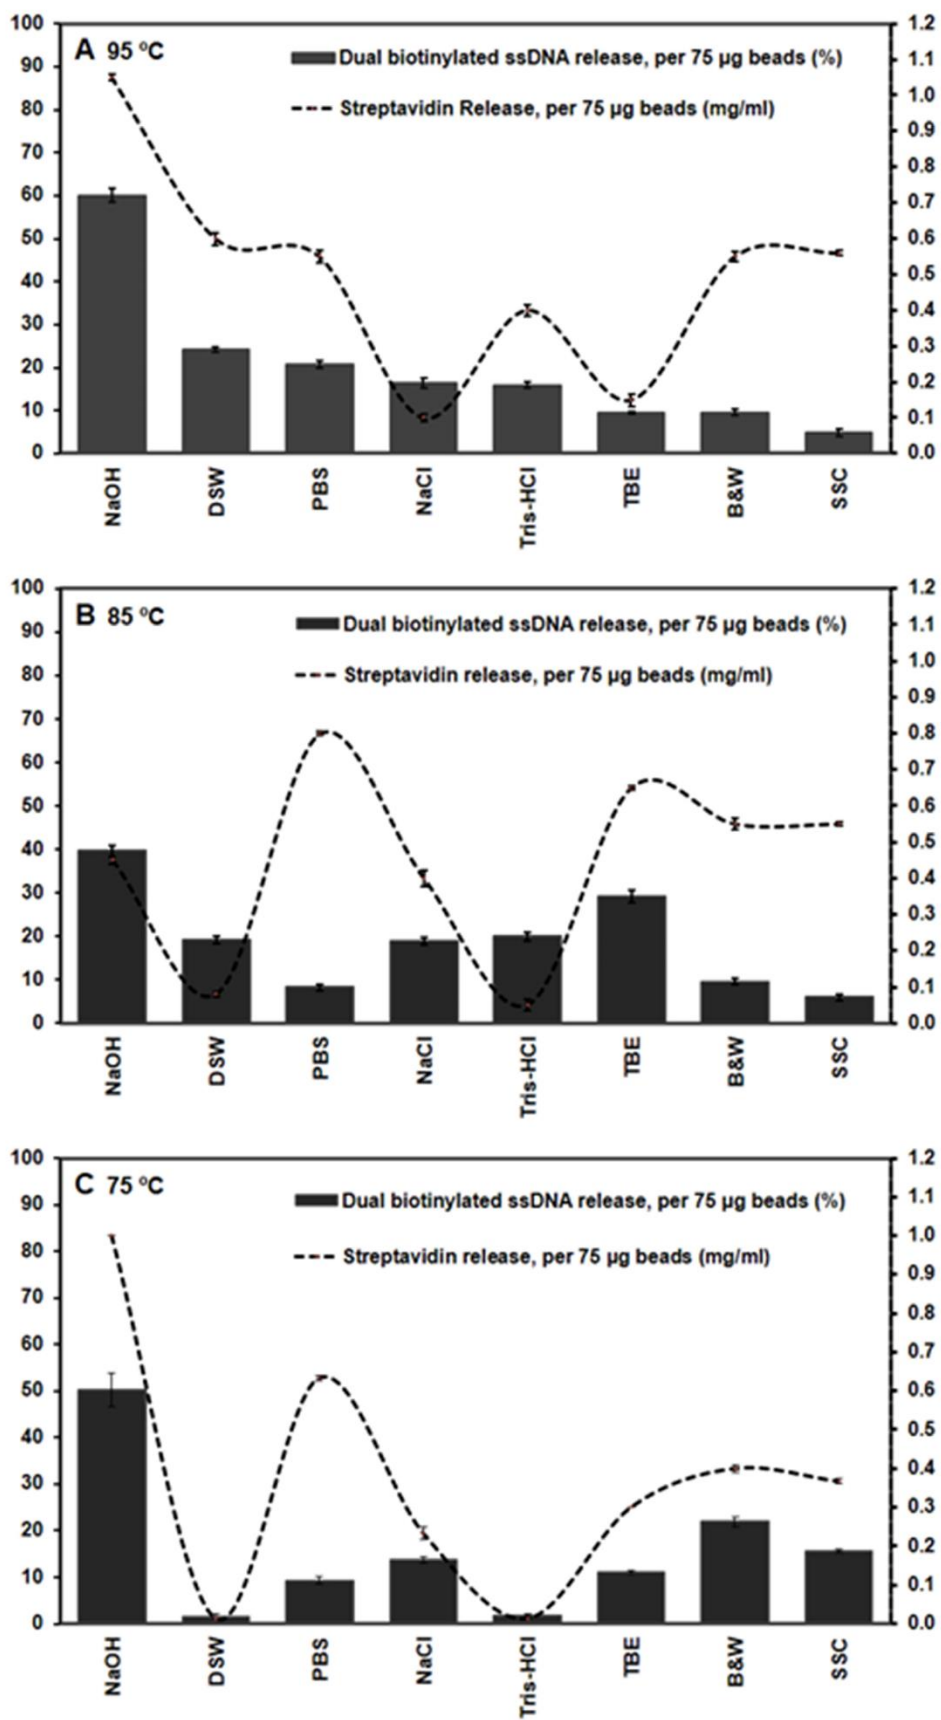 A 95 ºC
Dual biotinylated ssDNA release, per 75 µg beads (%)
Streptavidin Release, per 75 µg beads (mg/ml)
100
90
80
70
60
50
40
30
20
10
0
1.2
1.1
1.0
0.9
0.8
0.7
0.6
0.5
0.4
0.3
0.2
0.1
0.0
NaOH
DSW
PBS
NaCl
Tris-HCl
TBE
B&W
SSC
B 85 ºC
Dual biotinylated ssDNA release, per 75 µg beads (%)
Streptavidin release, per 75 µg beads (mg/ml)
100
90
80
70
60
50
40
30
20
10
0
1.2
1.1
1.0
0.9
0.8
0.7
0.6
0.5
0.4
0.3
0.2
0.1
0.0
NaOH
DSW
PBS
NaCl
Tris-HCl
TBE
B&W
SSC
C 75 ºC
Dual biotinylated ssDNA release, per 75 µg beads (%)
Streptavidin release, per 75 µg beads (mg/ml)
100
90
80
70
60
50
40
30
20
10
0
1.2
1.1
1.0
0.9
0.8
0.7
0.6
0.5
0.4
0.3
0.2
0.1
0.0
NaOH
DSW
PBS
NaCl
Tris-HCl
TBE
B&W
SSC